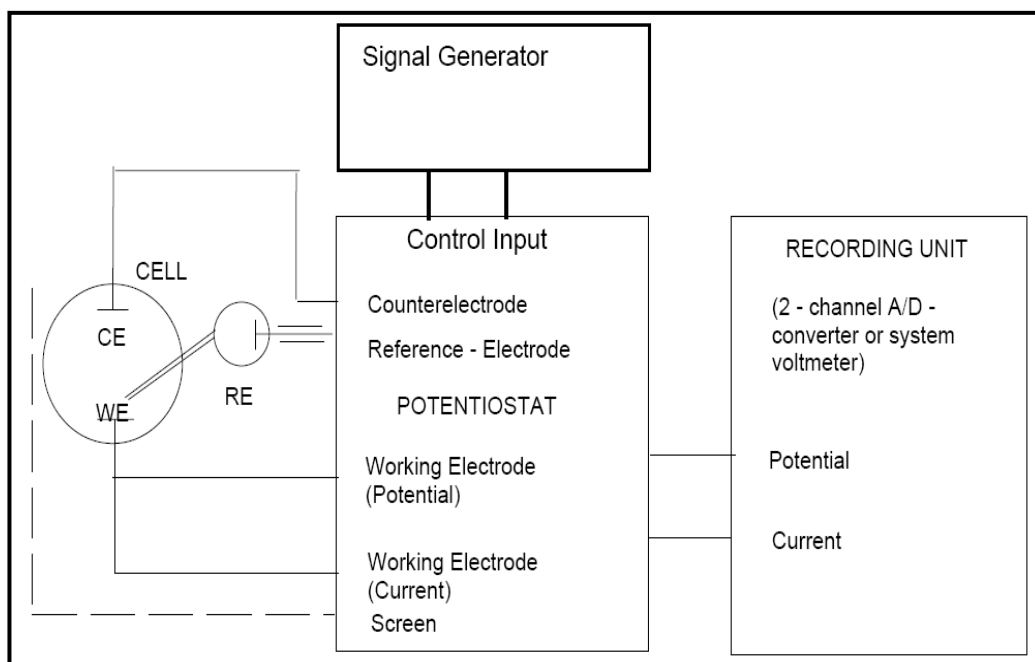 Signal Generator
Control Input
CELL
CE
WE
RE
Counterelectrode
Reference - Electrode
POTENTIOSTAT
Working Electrode
(Potential)
Working Electrode
(Current)
Screen
RECORDING UNIT
(2 - channel A/D -
converter or system
voltmeter)
Potential
Current